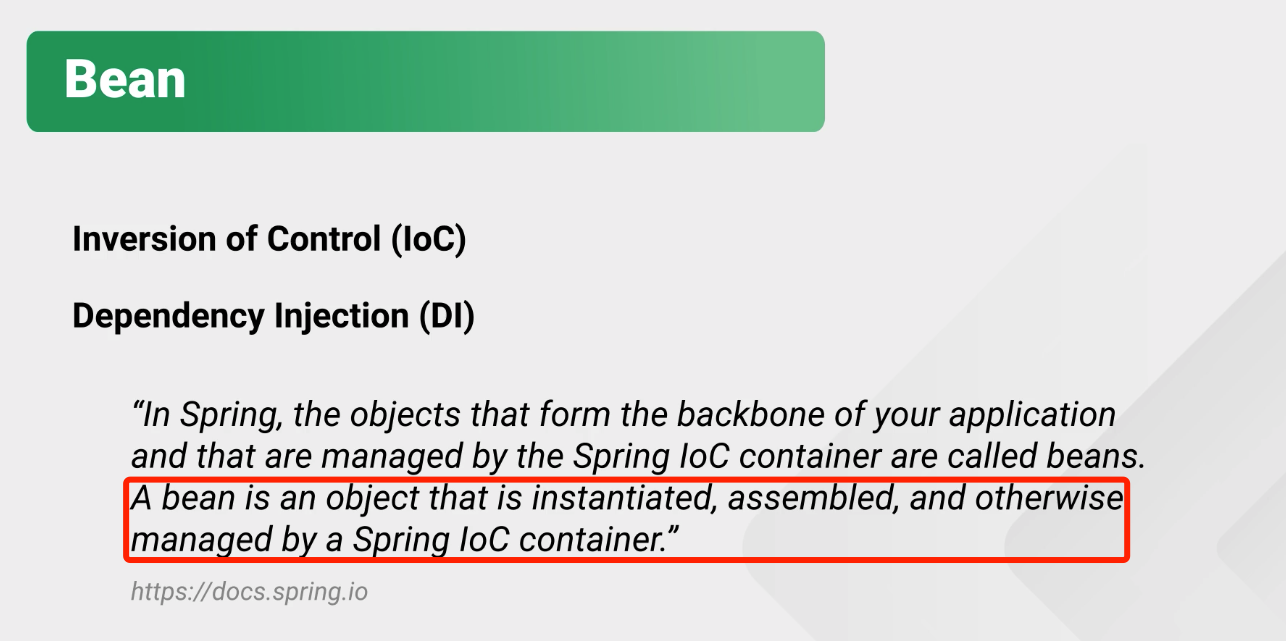 Bean
Inversion of Control (IoC)
Dependency Injection (DI)
“In Spring, the objects that form the backbone of your application
and that are managed by the Spring IoC container are called beans.
A bean is an object that is instantiated, assembled, and otherwise
managed by a Spring IoC container.”
https://docs.spring.io